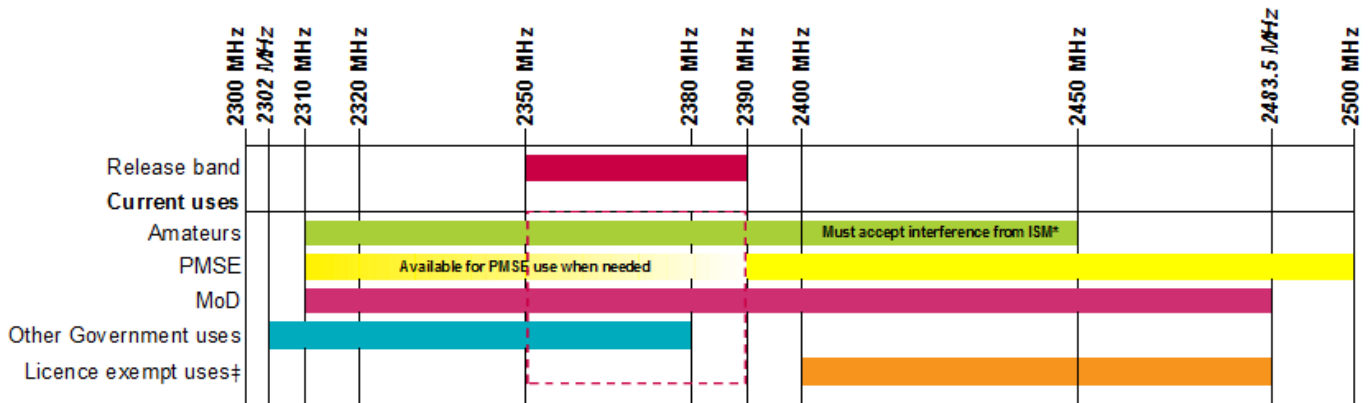 2300 MHz
2302 MHz
2310 MHz
2320 MHz
2350 MHz
2380 MHz
2390 MHz
2400 MHz
2450 MHz
2483.5 MHz
2500 MHz
Release band
Current uses
Amateurs
Must accept interference from ISM*
PMSE
Available for PMSE use when needed
MoD
Other Government uses
Licence exempt uses‡